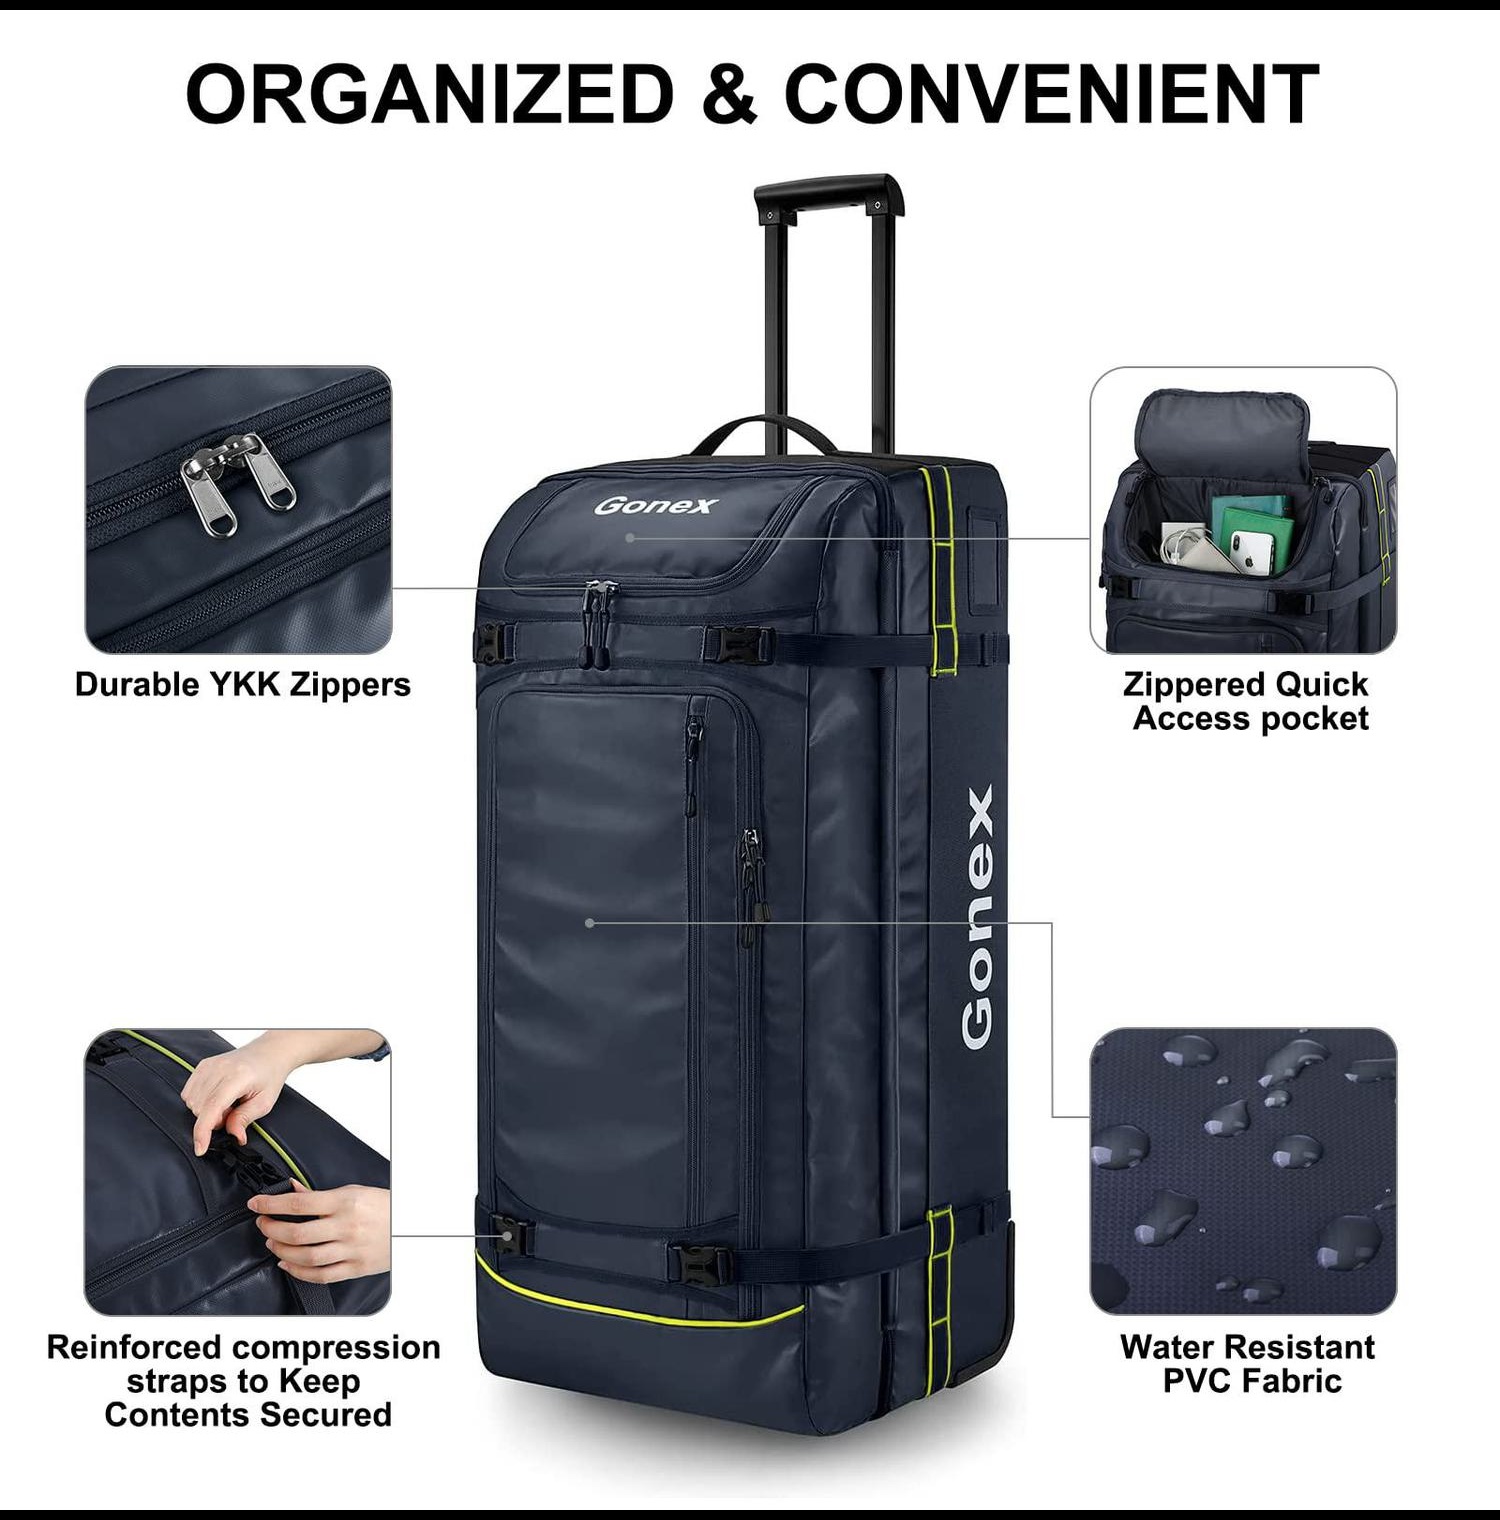 ORGANIZED & CONVENIENT
Gonex
Durable YKK Zippers
Zippered Quick
Access pocket
Gonex
Reinforced compression
straps to Keep
Contents Secured
Water Resistant
PVC Fabric